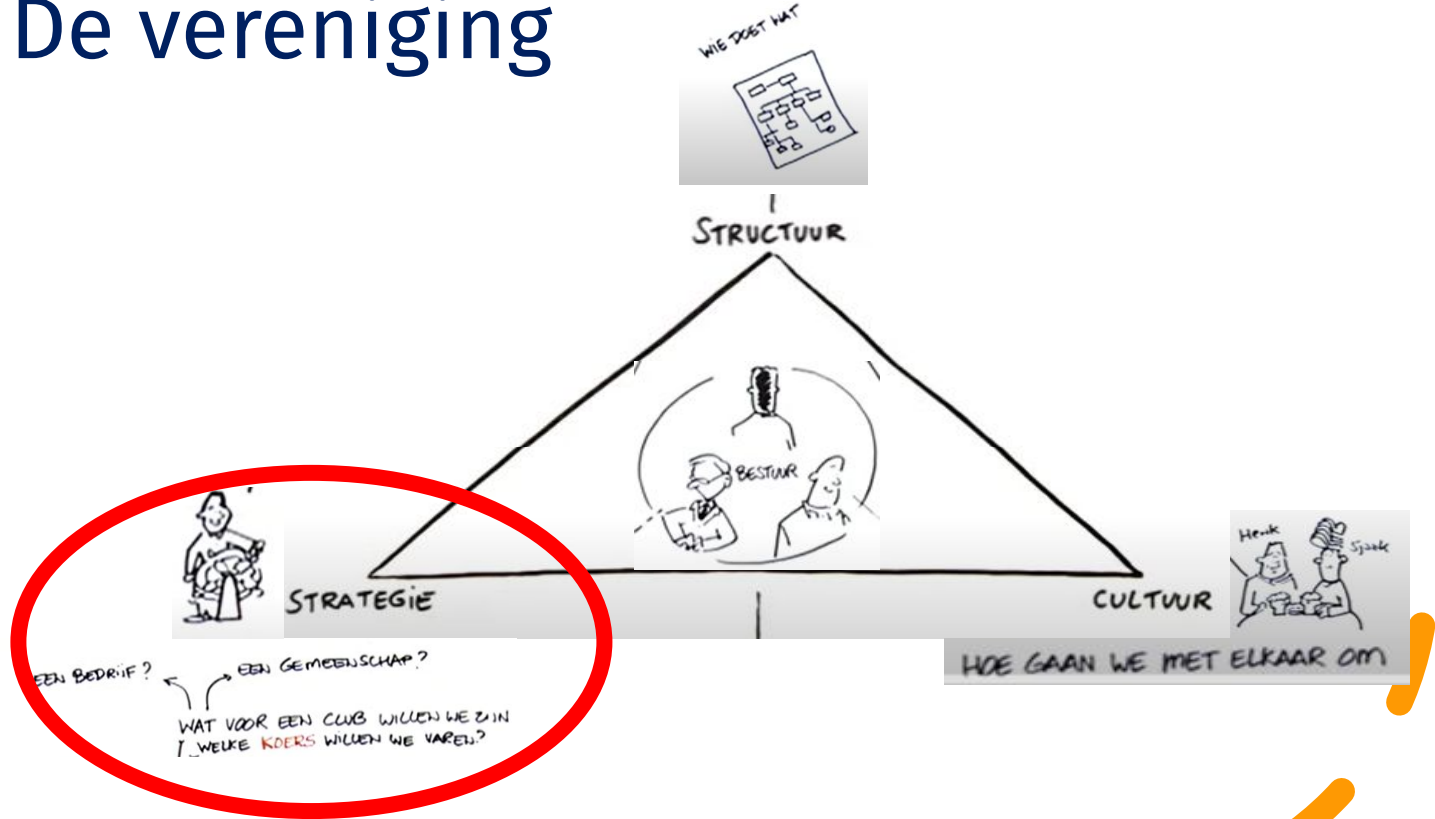 De vereniging
WIE DOET WAT
STRUCTUUR
BESTUUR
STRATEGIE
CULTUUR
Henk
Sjaak
HOE GAAN WE MET ELKAAR OM
EEN BEDRIJF?
EEN GEMEENSCHAP?
WAT VOOR EEN CLUB WILLEN WE ZIJN
WELKE KOERS WILLEN WE VAREN?